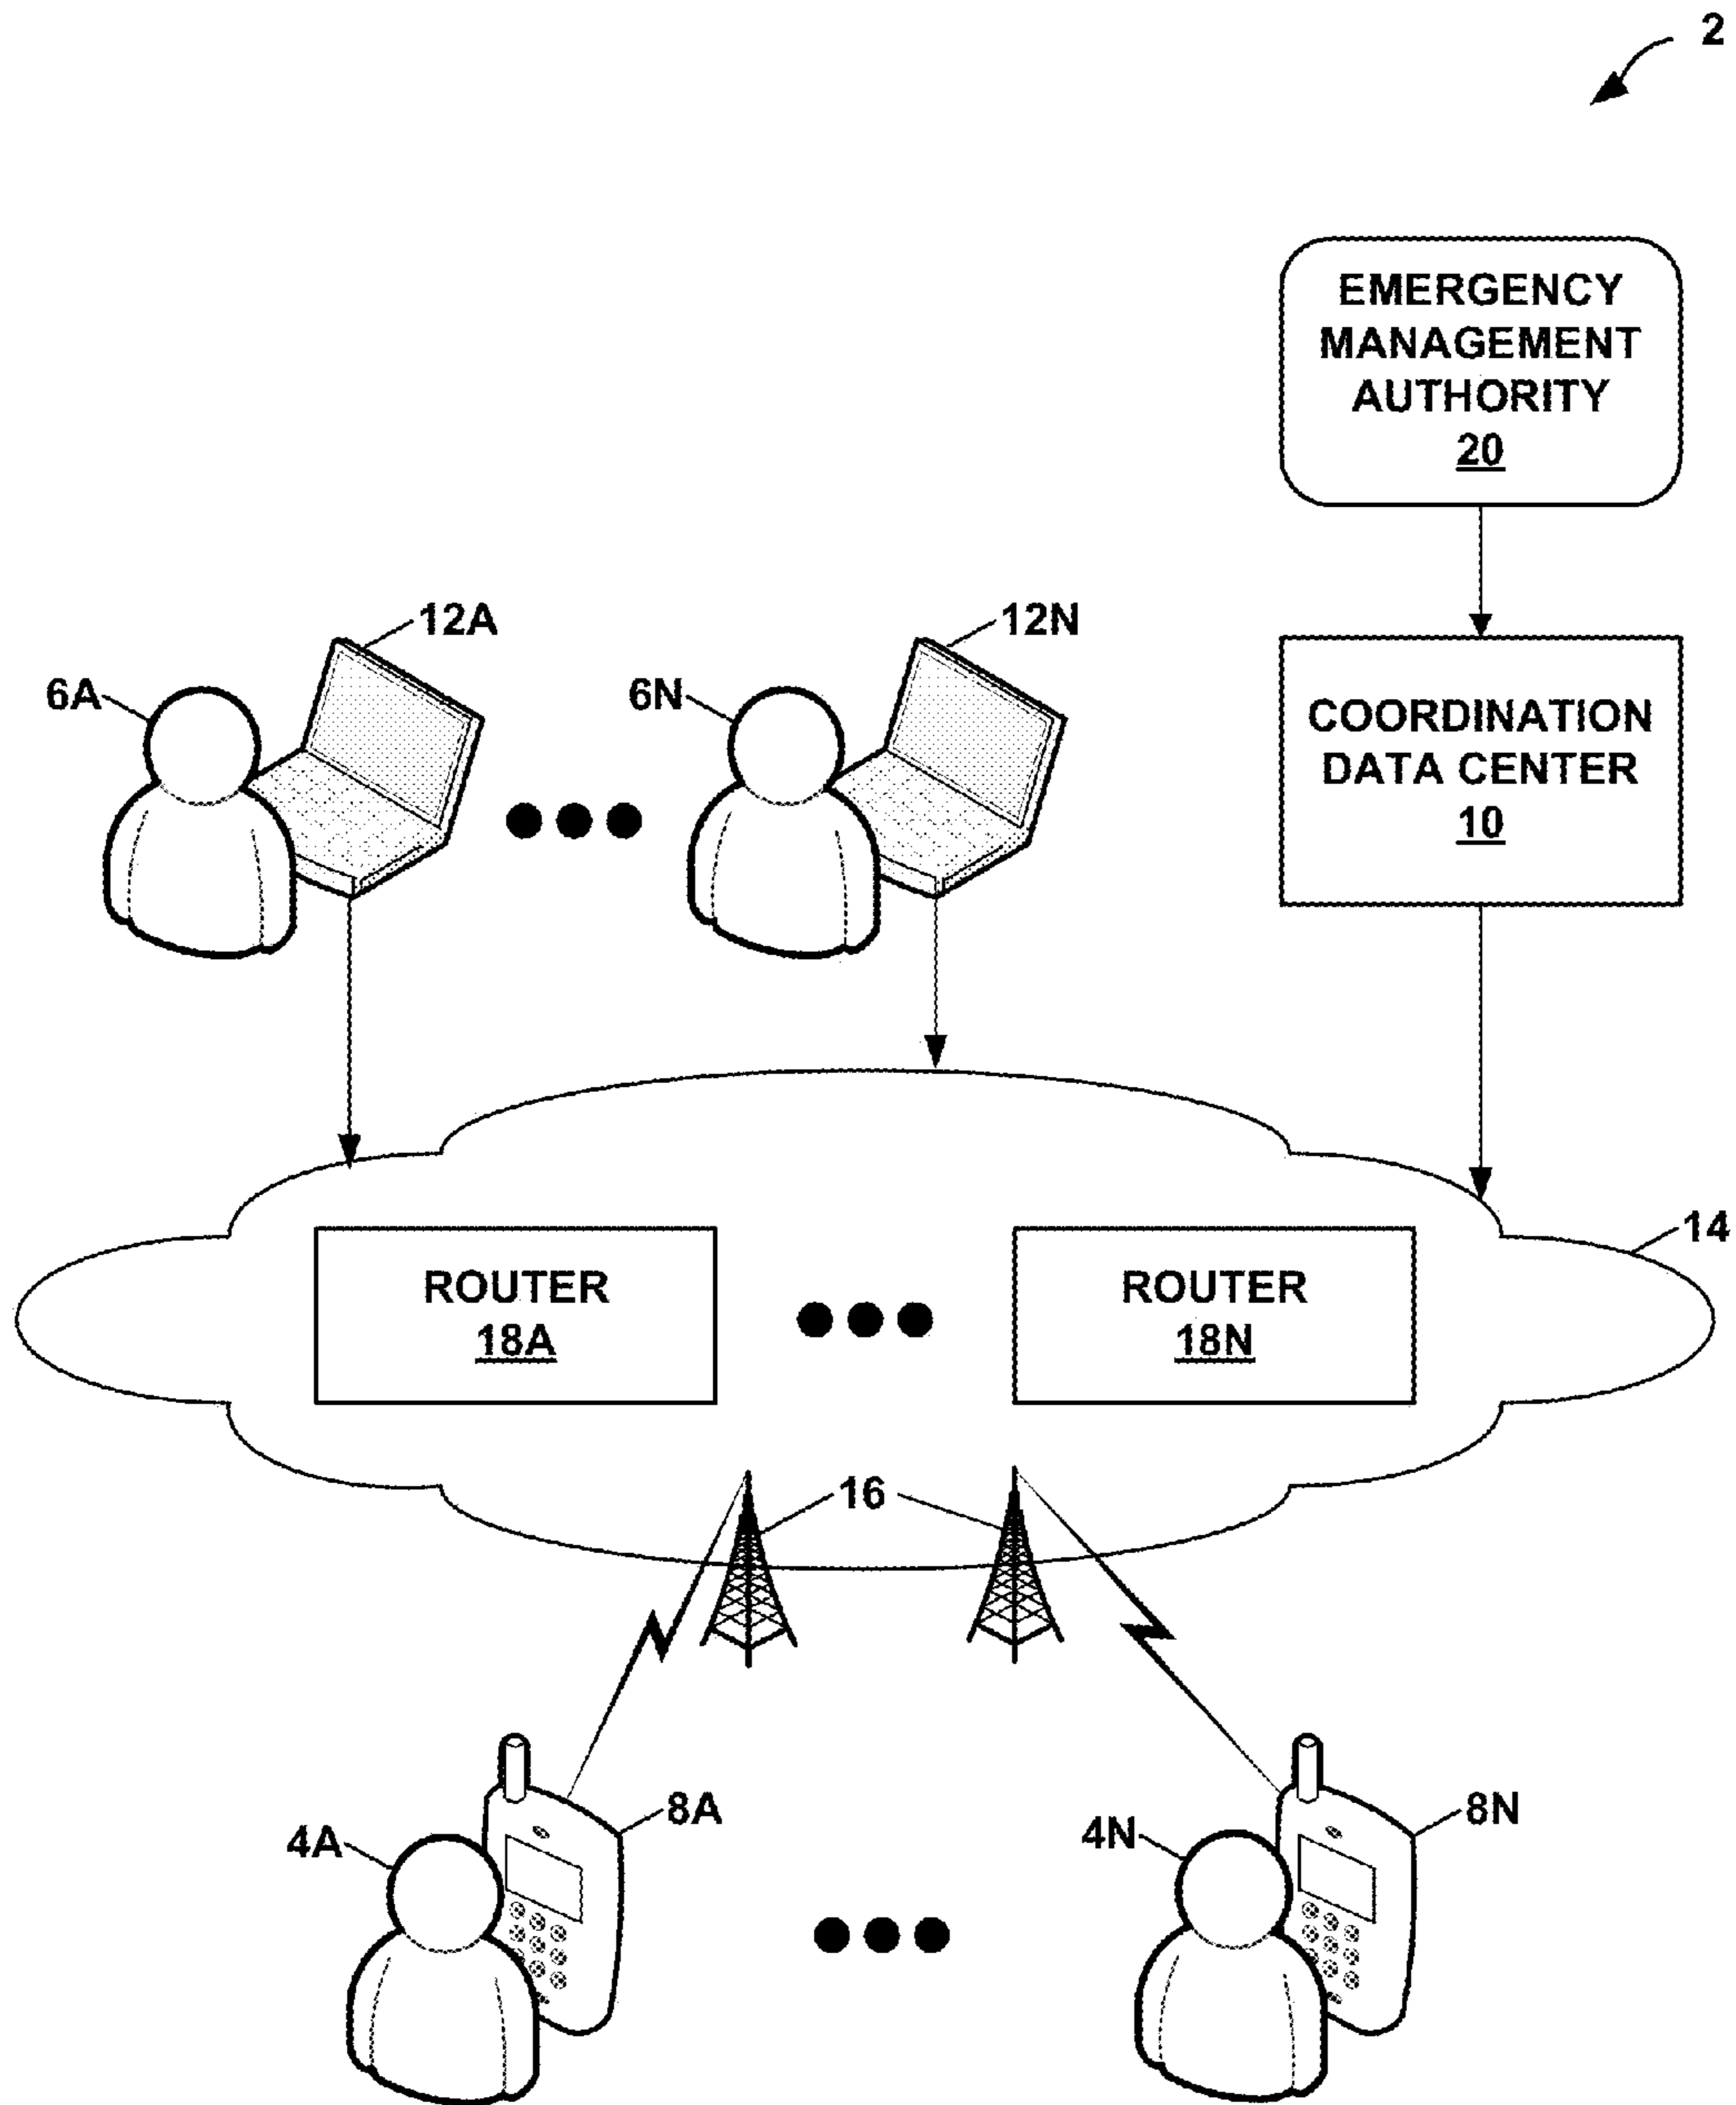 2
EMERGENCY
MANAGEMENT
AUTHORITY
20
12A
12N
6A
6N
COORDINATION
DATA CENTER
10
14
ROUTER
18A
ROUTER
18N
16
8A
8N
4A
4N